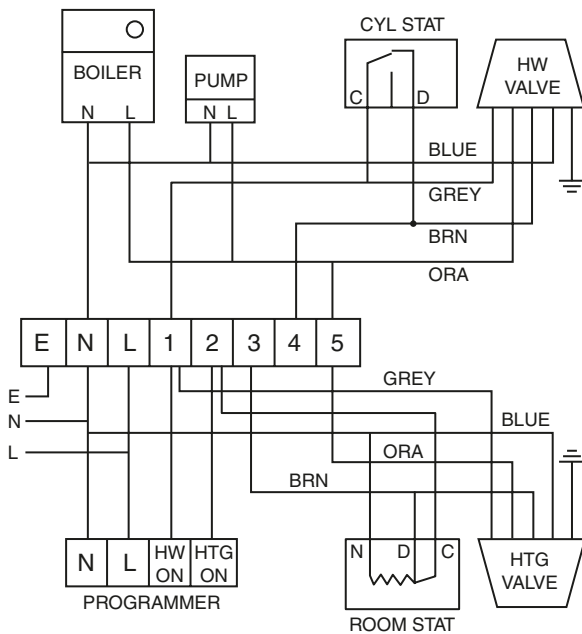 CYL STAT
HW
VALVE
BOILER
PUMP
N L
N L
C D
BLUE
GREY
BRN
ORA
E N L 1 2 3 4 5
GREY
E
BLUE
N
ORA
L
BRN
N L HW ON HTG ON
N D C
HTG
VALVE
PROGRAMMER
ROOM STAT